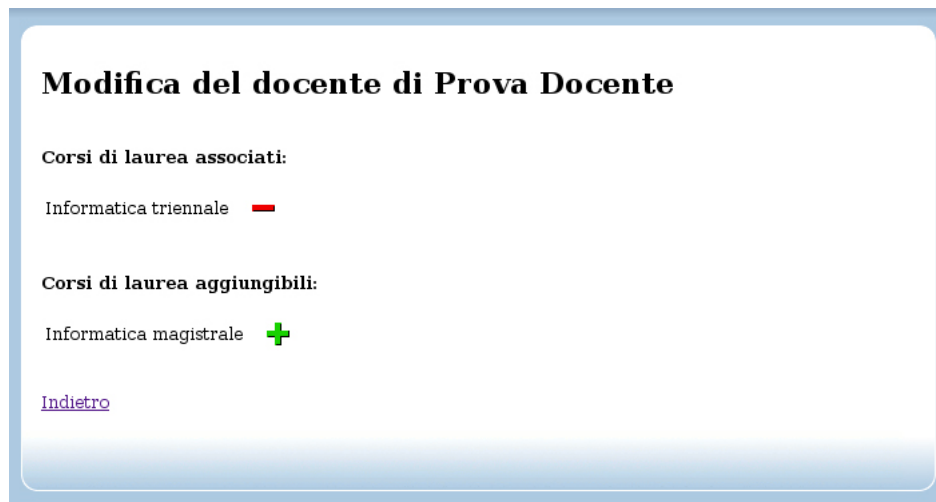 Modifica del docente di Prova Docente
Corsi di laurea associati:
Informatica triennale
Corsi di laurea aggiungibili:
Informatica magistrale
Indietro